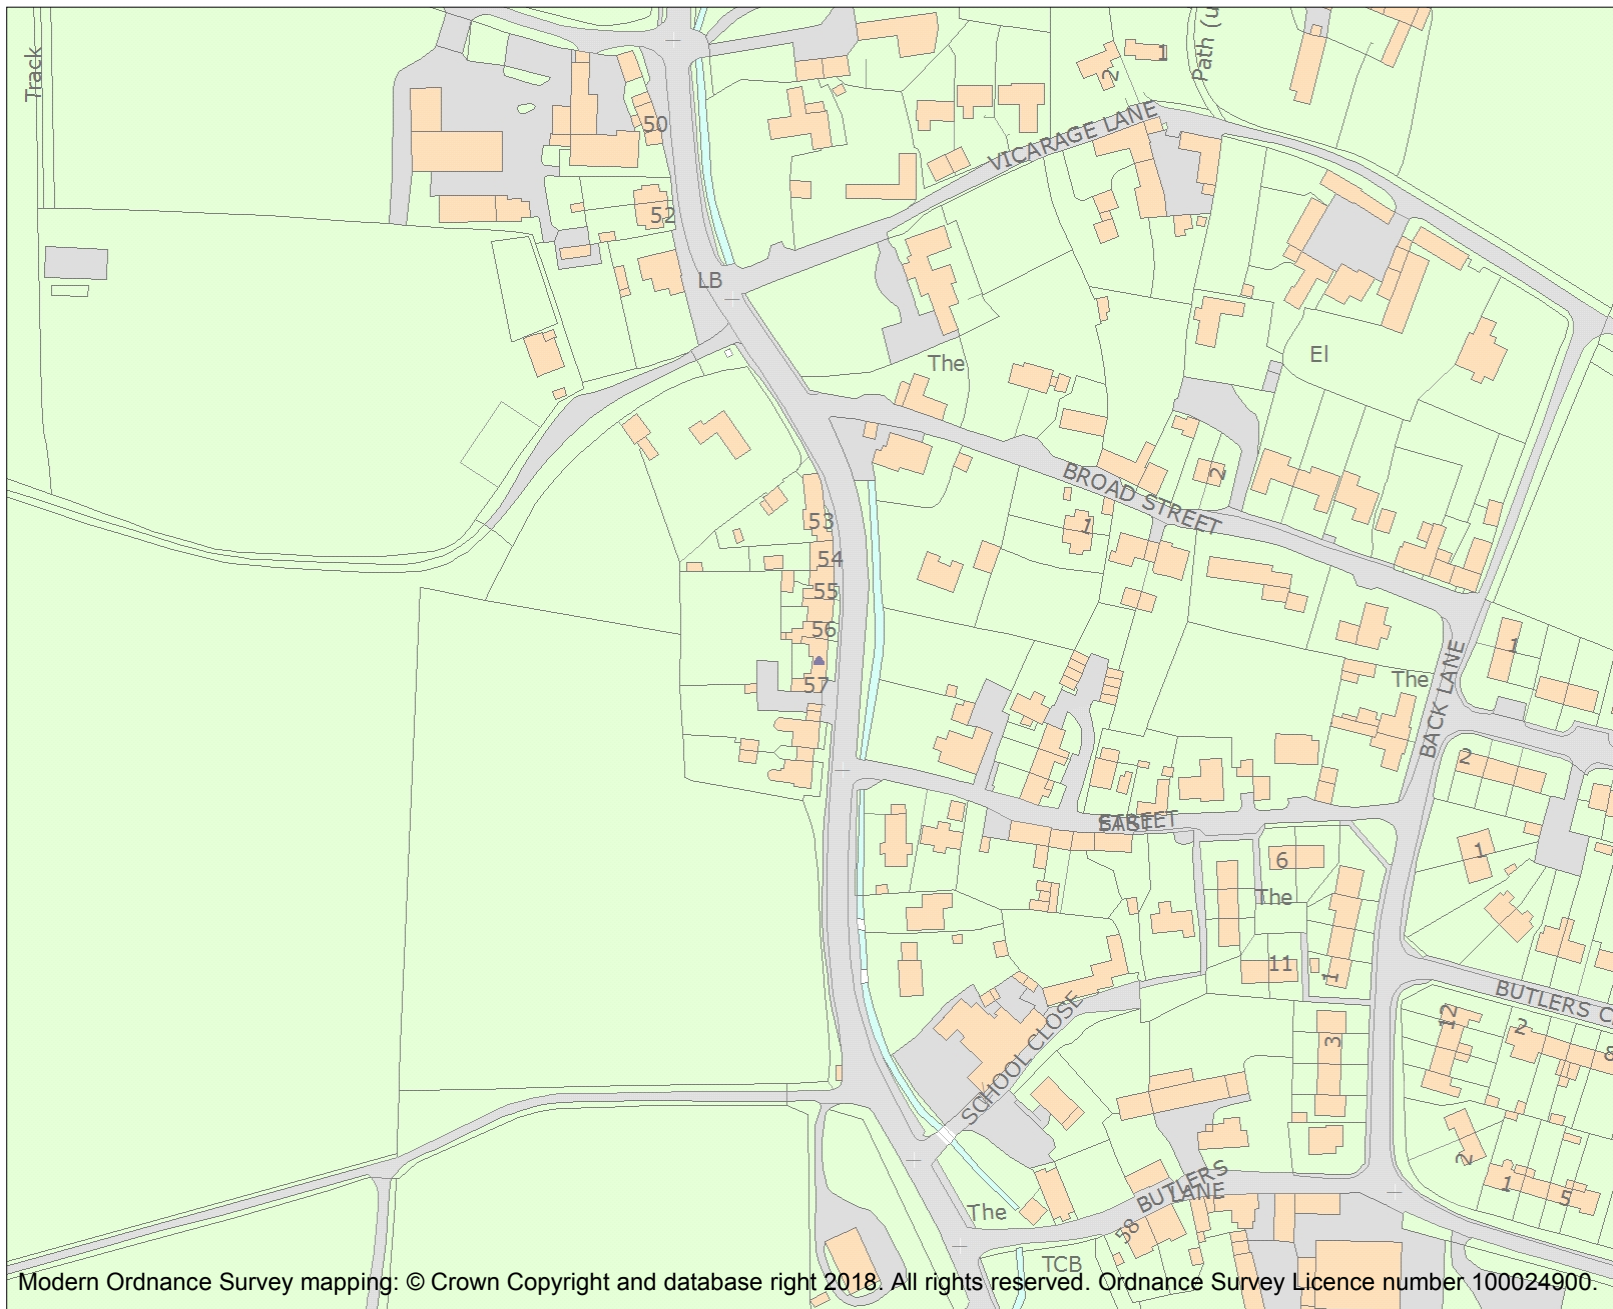 Track
Path (u
1
2
50
VICARAGE LANE
52
LB
The
El
BROAD STREET
2
1
53
54
55
56
57
The
1
BACK LANE
2
EAST
STREET
1
6
The
11
1
BUTLERS C
12
2
8
3
SCHOOL CLOSE
2
1
5
BUTLERS
LANE
The
58
TCB
Modern Ordnance Survey mapping: © Crown Copyright and database right 2018. All rights reserved. Ordnance Survey Licence number 100024900.